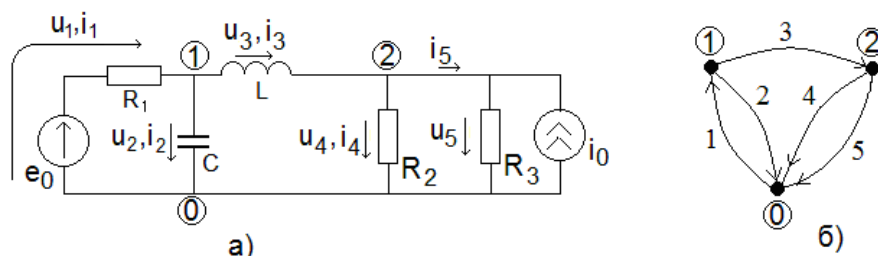 u₁,i₁
① u₃,i₃ ② i₅
R₁ L
e₀ u₂,i₂ C u₄,i₄ R₂ u₅ R₃ i₀
⓪
а)
① 3 ②
1 2 4 5
⓪
б)